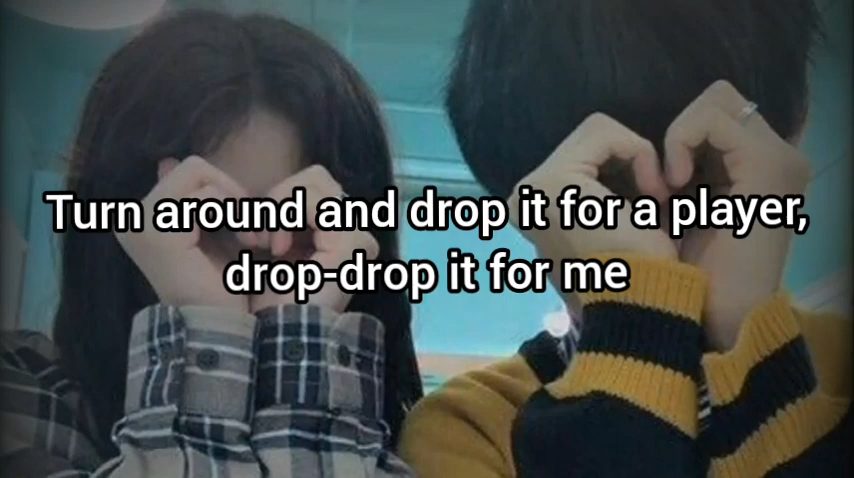 Turn around and drop it for a player,
drop-drop it for me